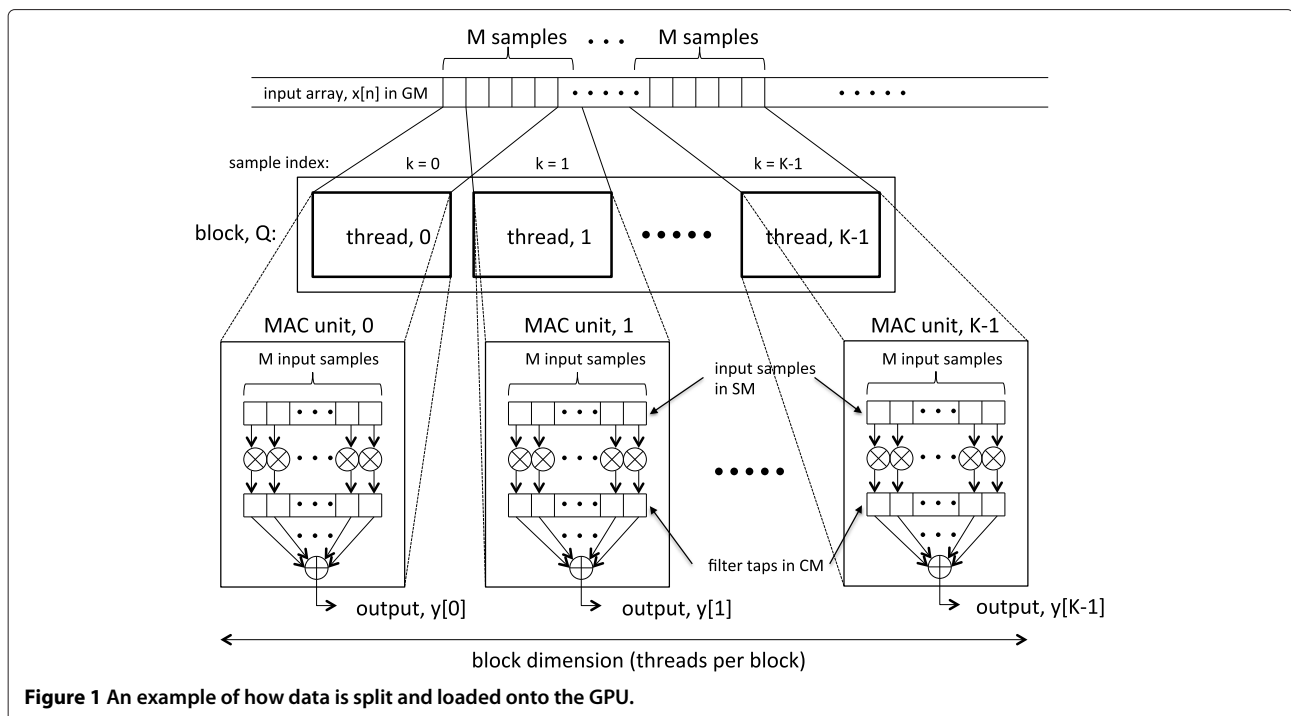 M samples • • • M samples
input array, x[n] in GM • • • • • • • • • •
sample index: k = 0 k = 1 k = K-1
block, Q: thread, 0 thread, 1 • • • • • thread, K-1
MAC unit, 0 MAC unit, 1 MAC unit, K-1
M input samples M input samples input samples in SM M input samples
• • • • • • • • •
• • • • • • • • • • • • • •
• • • • • • • • •
• • • • • • • • •
filter taps in CM
output, y[0] output, y[1] output, y[K-1]
block dimension (threads per block)
Figure 1 An example of how data is split and loaded onto the GPU.